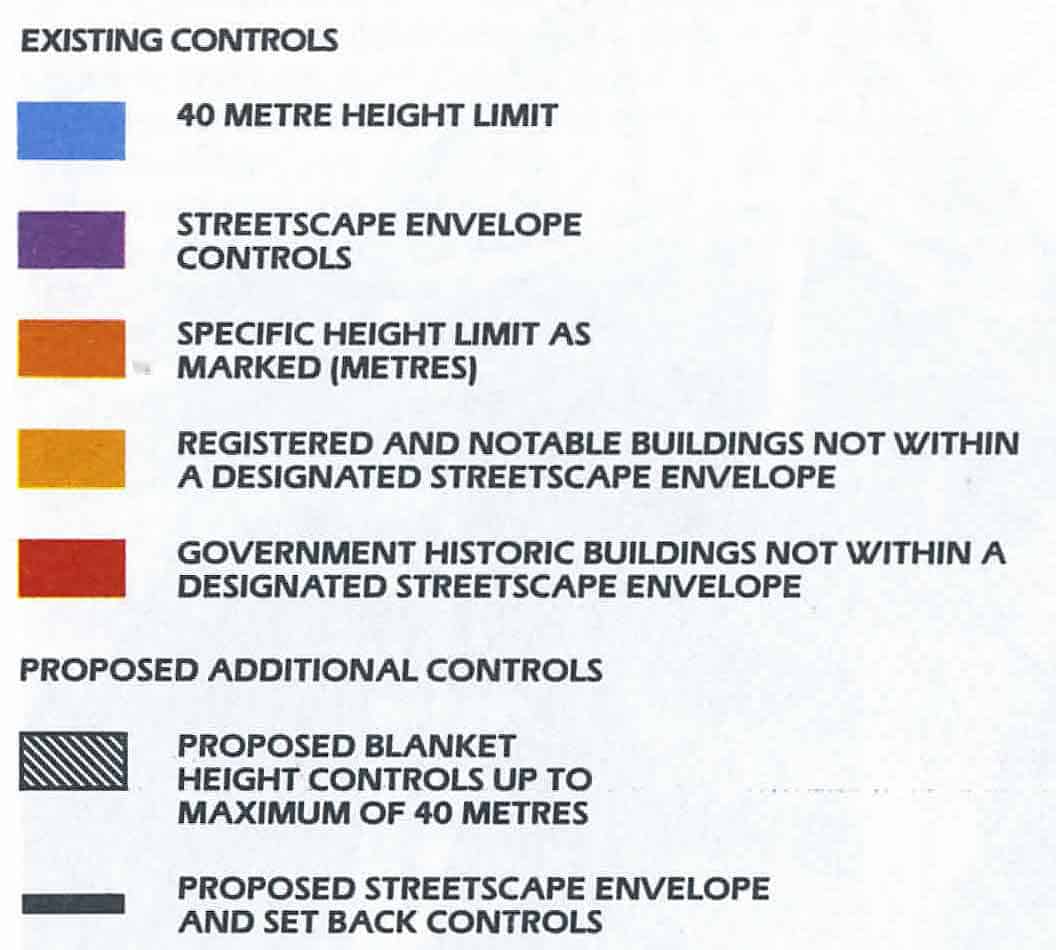 EXISTING CONTROLS
40 METRE HEIGHT LIMIT
STREETSCAPE ENVELOPE
CONTROLS
SPECIFIC HEIGHT LIMIT AS
MARKED (METRES)
REGISTERED AND NOTABLE BUILDINGS NOT WITHIN
A DESIGNATED STREETSCAPE ENVELOPE
GOVERNMENT HISTORIC BUILDINGS NOT WITHIN A
DESIGNATED STREETSCAPE ENVELOPE
PROPOSED ADDITIONAL CONTROLS
PROPOSED BLANKET
HEIGHT CONTROLS UP TO
MAXIMUM OF 40 METRES
PROPOSED STREETSCAPE ENVELOPE
AND SET BACK CONTROLS